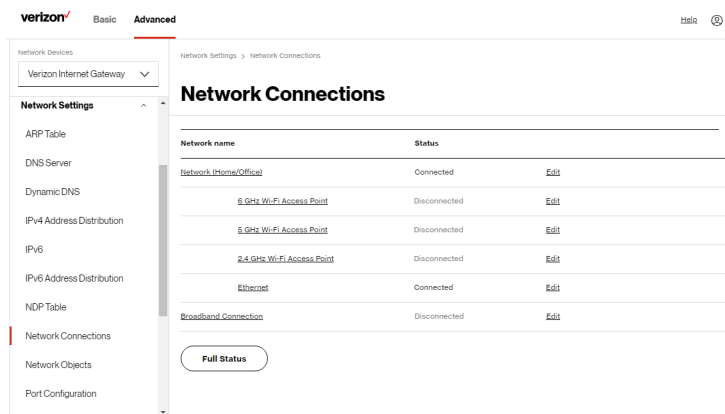 verizon
Basic
Advanced
Help
Network Devices
Verizon Internet Gateway
Network Settings
ARP Table
DNS Server
Dynamic DNS
IPv4 Address Distribution
IPv6
IPv6 Address Distribution
NDP Table
Network Connections
Network Objects
Port Configuration
Network Settings > Network Connections
Network Connections
Network name Status
Network (Home/Office) Connected Edit
6 GHz Wi-Fi Access Point Disconnected Edit
5 GHz Wi-Fi Access Point Disconnected Edit
2.4 GHz Wi-Fi Access Point Disconnected Edit
Ethernet Connected Edit
Broadband Connection Disconnected Edit
Full Status